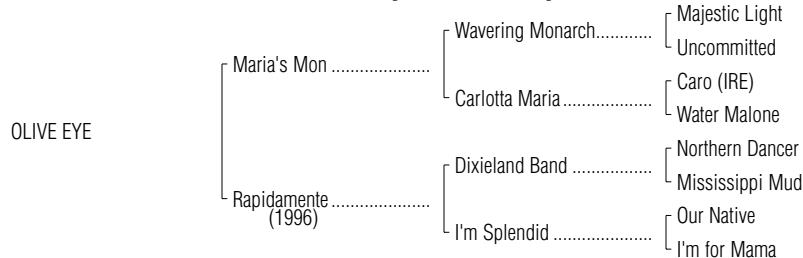 Majestic Light
Wavering Monarch............
Uncommitted
Maria's Mon .....................
Caro (IRE)
Carlotta Maria...................
Water Malone
OLIVE EYE
Northern Dancer
Dixieland Band .................
Mississippi Mud
Rapidamente.....................
(1996)
Our Native
I'm Splendid .....................
I'm for Mama